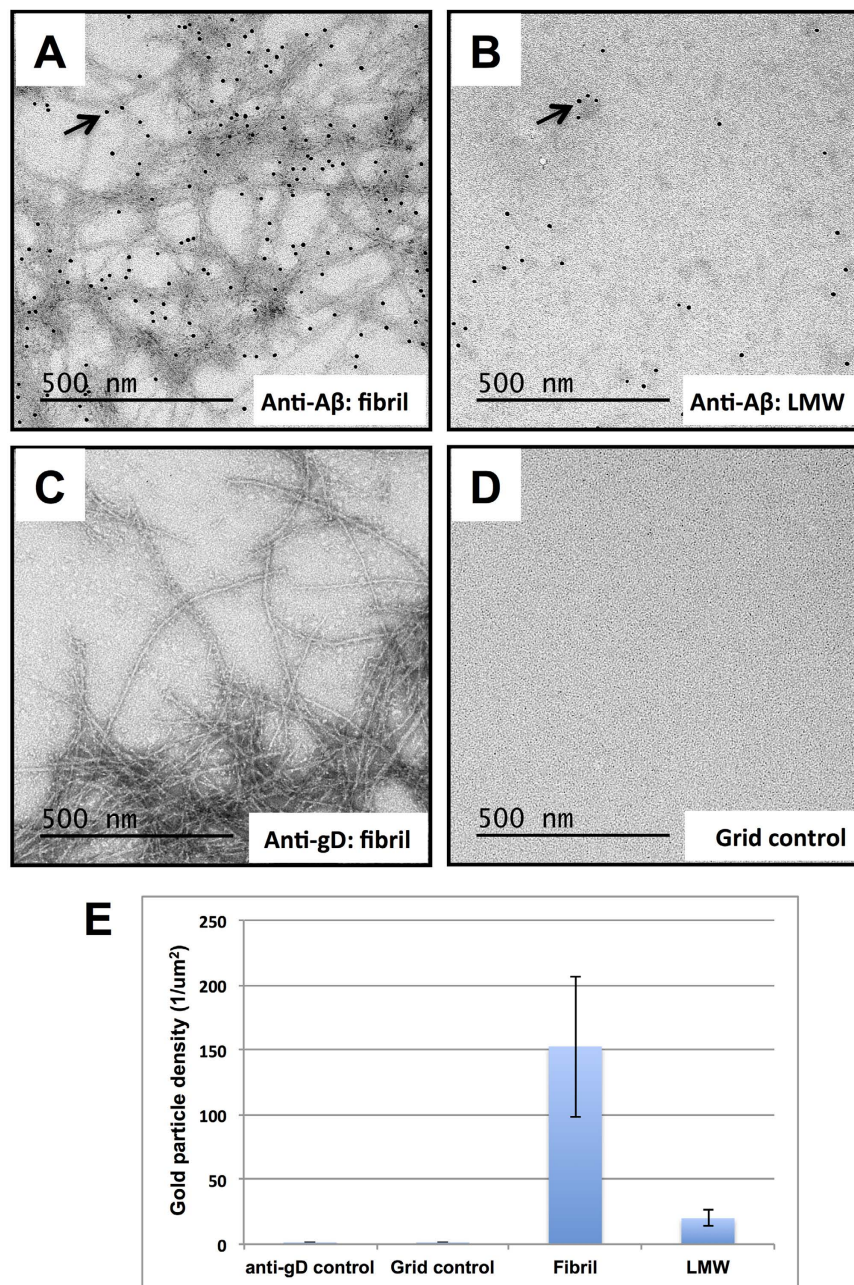 A
500 nm
Anti-Aβ: fibril
B
500 nm
Anti-Aβ: LMW
C
500 nm
Anti-gD: fibril
D
500 nm
Grid control
E
Gold particle density (1/um²)
250
200
150
100
50
0
anti-gD control Grid control Fibril LMW